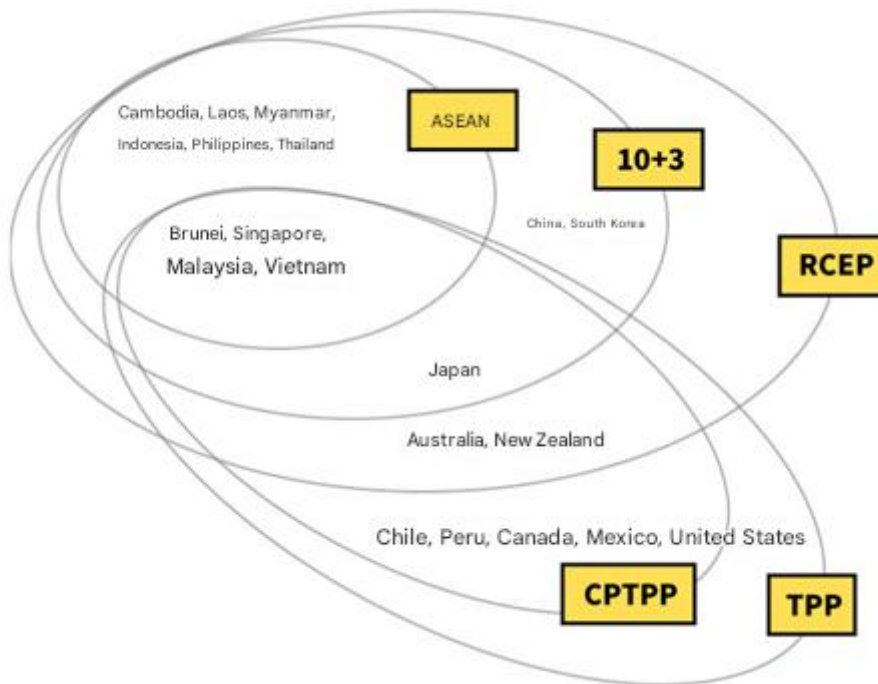 Cambodia, Laos, Myanmar,
ASEAN
Indonesia, Philippines, Thailand
10+3
China, South Korea
Brunei, Singapore,
Malaysia, Vietnam
RCEP
Japan
Australia, New Zealand
Chile, Peru, Canada, Mexico, United States
CPTPP
TPP